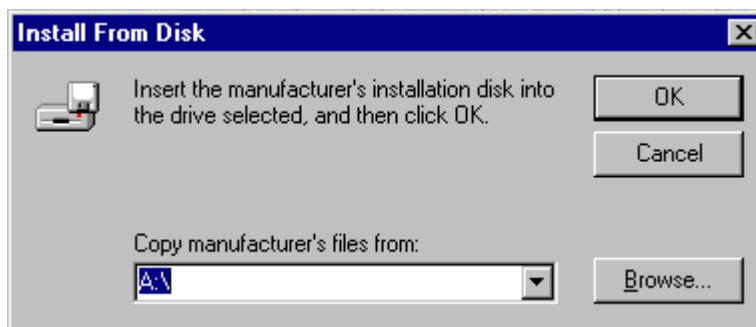 Install From Disk
Insert the manufacturer's installation disk into
the drive selected, and then click OK.
OK
Cancel
Copy manufacturer's files from:
A:\
Browse...